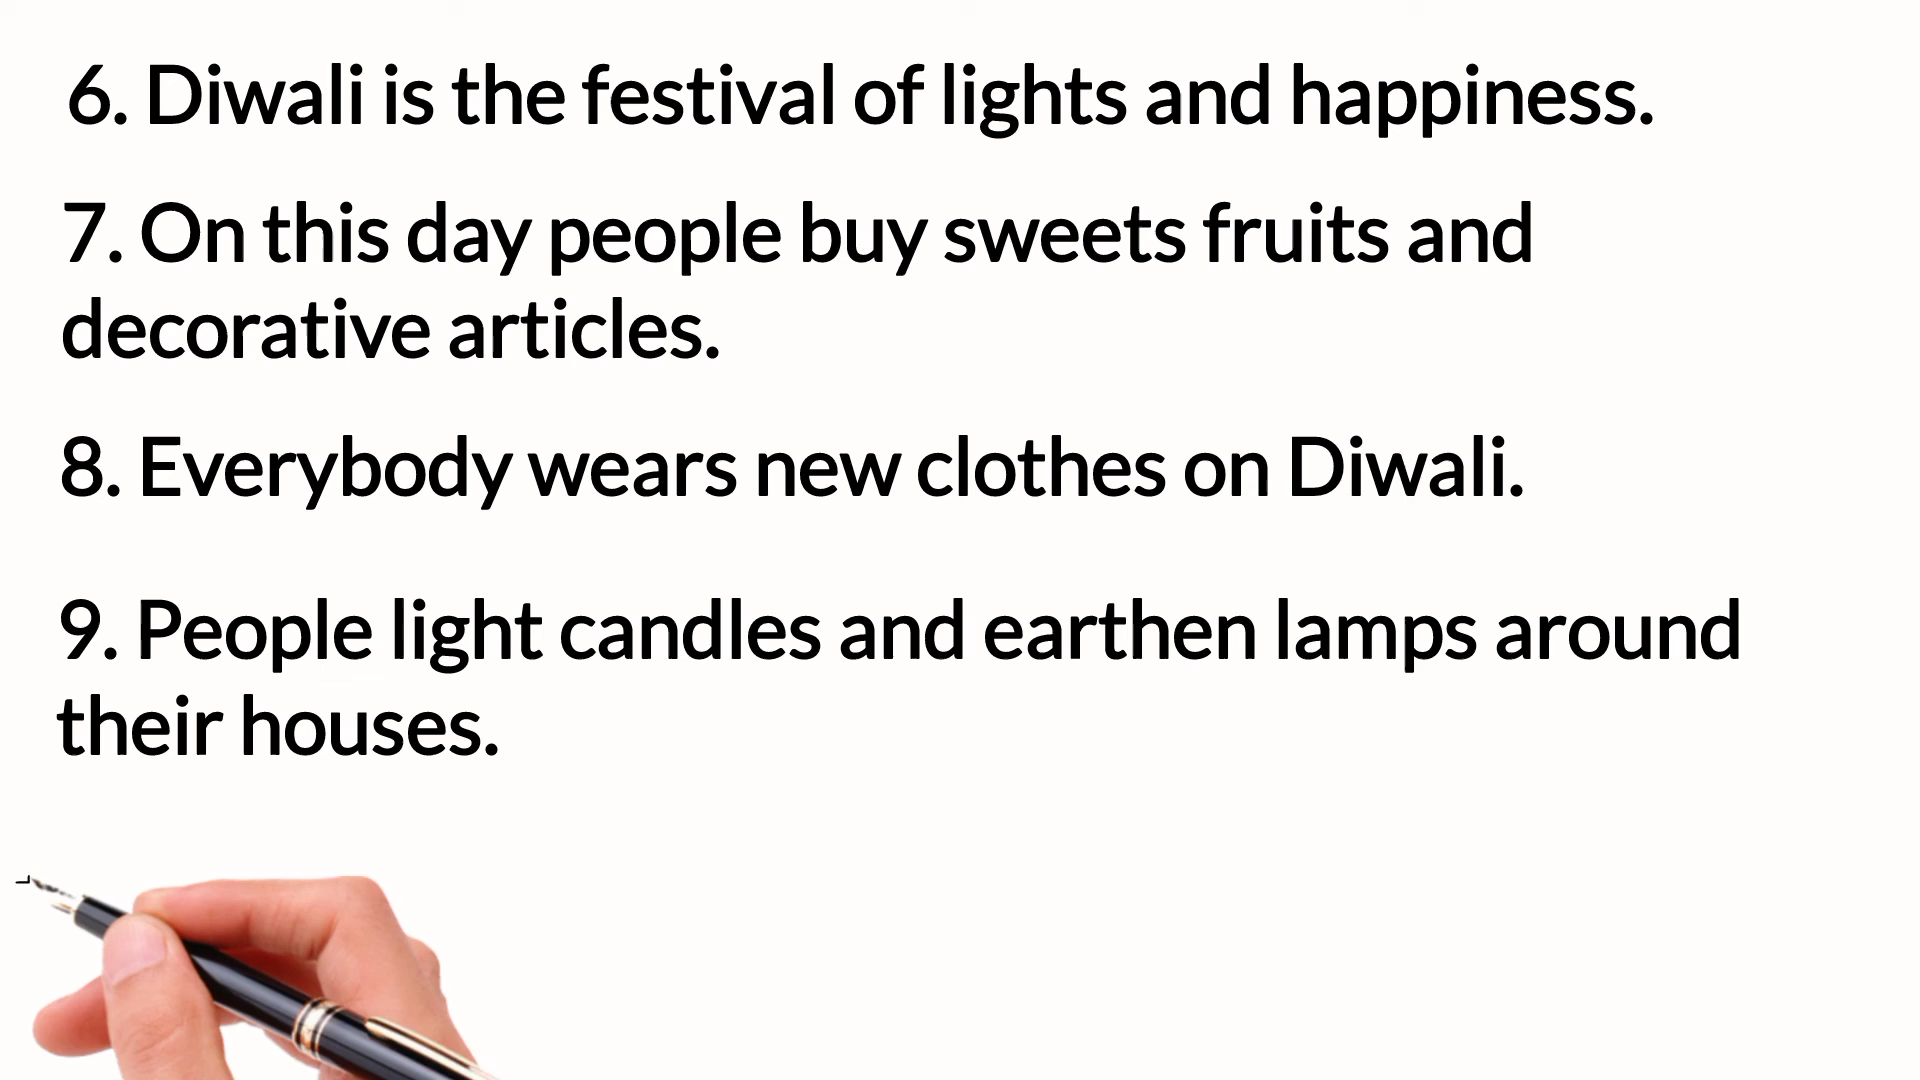 6. Diwali is the festival of lights and happiness.
7. On this day people buy sweets fruits and
decorative articles.
8. Everybody wears new clothes on Diwali.
9. People light candles and earthen lamps around
their houses.